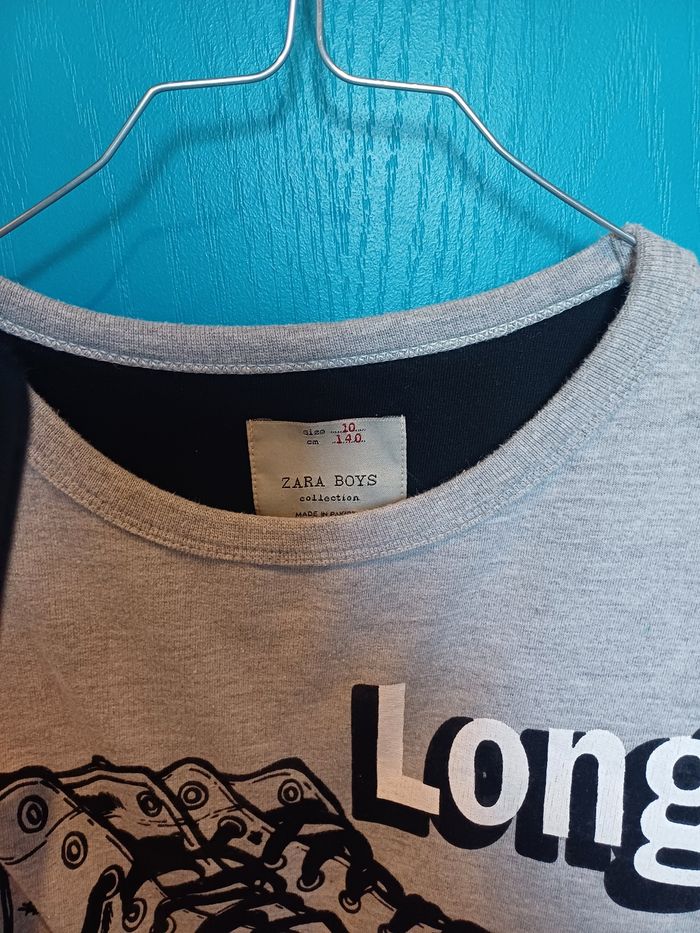 size 10
cm 140
ZARA BOYS
collection
MADE IN
Long